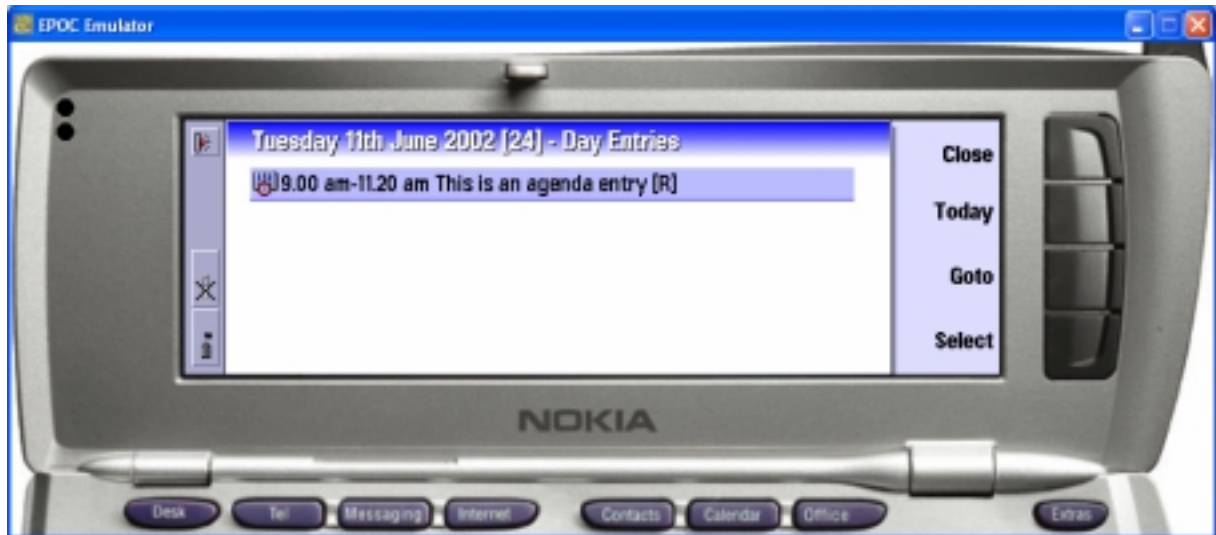 EPOC Emulator
Tuesday 11th June 2002 [24] - Day Entries
9.00 am-11.20 am This is an agenda entry [R]
Close
Today
Goto
Select
NOKIA
Desk
Tel
Messaging
Internet
Contacts
Calendar
Office
Extras